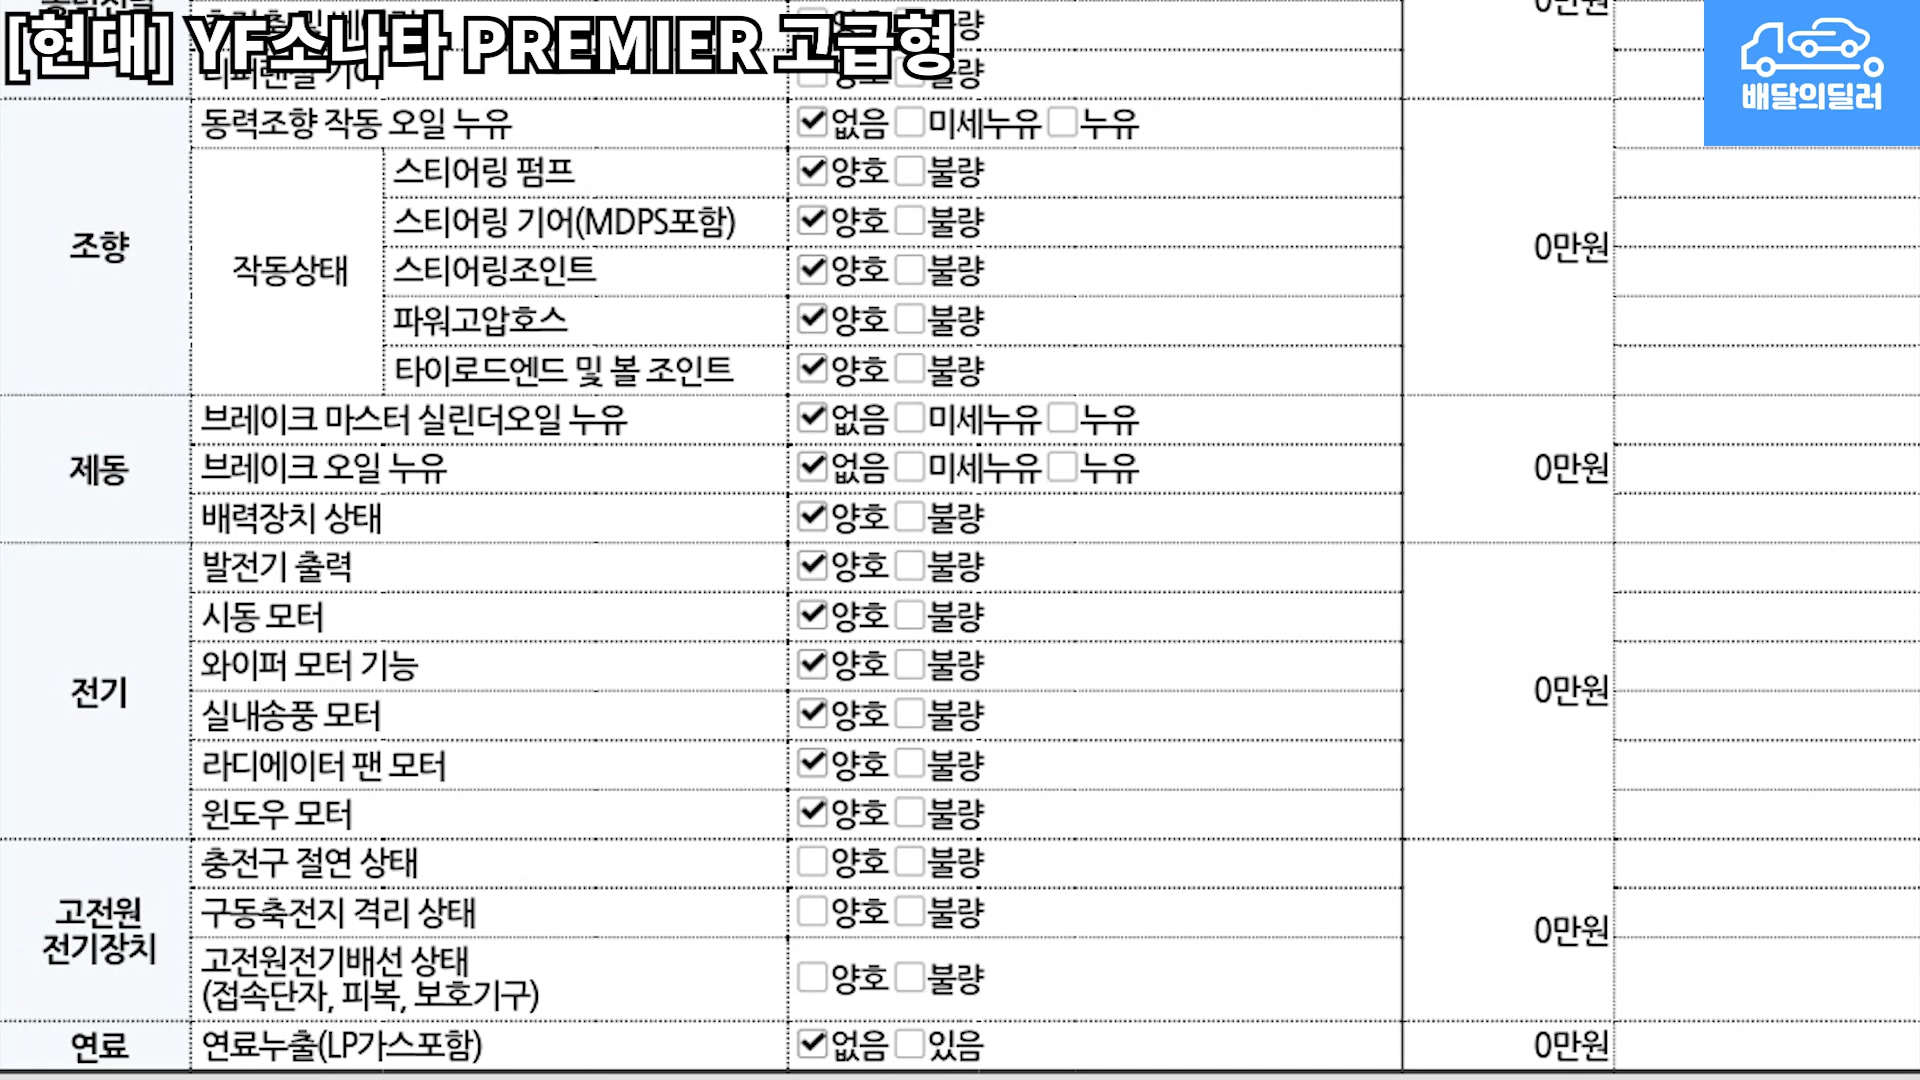 [현대] YF소나타 PREMIER 고급형
배달의딜러
0만원
불량
불량
조향
동력조향 작동 오일 누유
없음 미세누유 누유
0만원
작동상태
스티어링 펌프
양호 불량
스티어링 기어(MDPS포함)
양호 불량
스티어링조인트
양호 불량
파워고압호스
양호 불량
타이로드엔드 및 볼 조인트
양호 불량
제동
브레이크 마스터 실린더오일 누유
없음 미세누유 누유
0만원
브레이크 오일 누유
없음 미세누유 누유
배력장치 상태
양호 불량
전기
발전기 출력
양호 불량
0만원
시동 모터
양호 불량
와이퍼 모터 기능
양호 불량
실내송풍 모터
양호 불량
라디에이터 팬 모터
양호 불량
윈도우 모터
양호 불량
고전원
전기장치
충전구 절연 상태
양호 불량
0만원
구동축전지 격리 상태
양호 불량
고전원전기배선 상태
(접속단자, 피복, 보호기구)
양호 불량
연료
연료누출(LP가스포함)
없음 있음
0만원